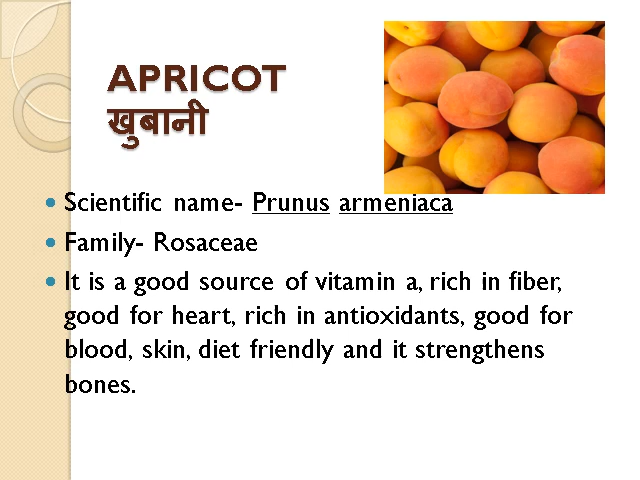 APRICOT
खुबानी
• Scientific name- Prunus armeniaca
• Family- Rosaceae
• It is a good source of vitamin a, rich in fiber,
good for heart, rich in antioxidants, good for
blood, skin, diet friendly and it strengthens
bones.